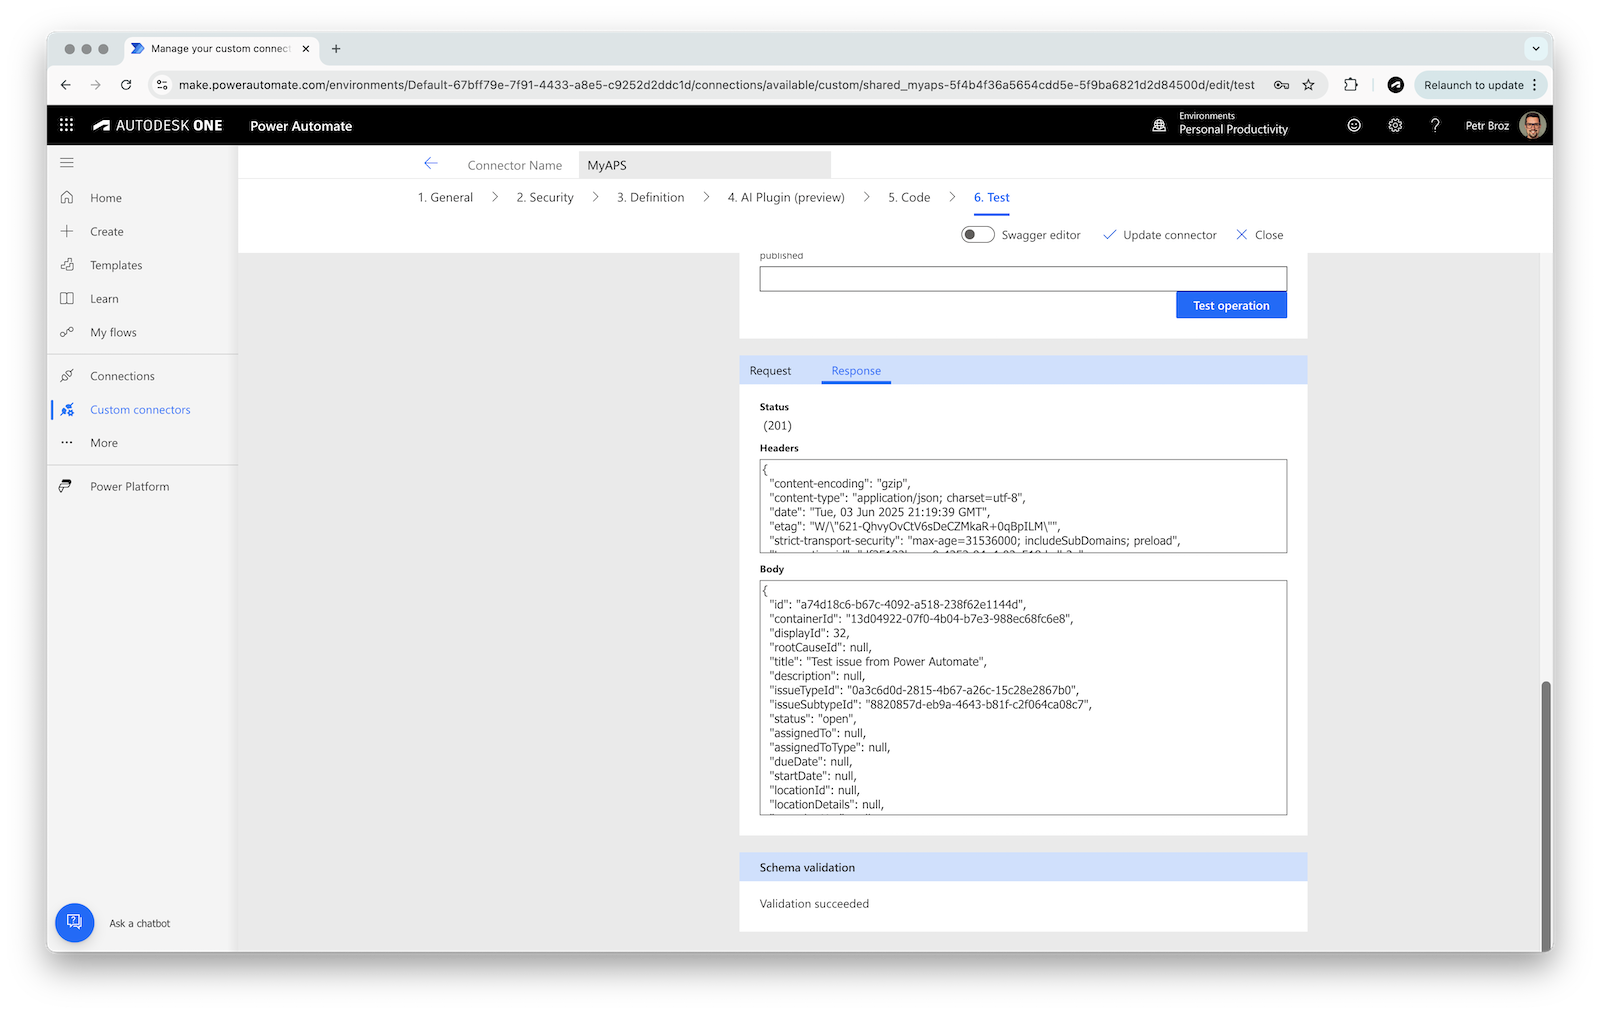 Manage your custom connect
make.powerautomate.com/environments/Default-67bff79e-7f91-4433-a8e5-c9252d2ddc1d/connections/available/custom/shared_myaps-5f4b4f36a5654cdd5e-5f9ba6821d2d84500d/edit/test
Relaunch to update
AUTODESK ONE
Power Automate
Environments
Personal Productivity
Petr Broz
Home
Create
Templates
Learn
My flows
Connections
Custom connectors
More
Power Platform
Ask a chatbot
Connector Name
MyAPS
1. General
2. Security
3. Definition
4. AI Plugin (preview)
5. Code
6. Test
Swagger editor
Update connector
Close
published
Test operation
Request
Response
Status
(201)
Headers
{
"content-encoding": "gzip",
"content-type": "application/json; charset=utf-8",
"date": "Tue, 03 Jun 2025 21:19:39 GMT",
"etag": "W/\"621-QhvyOvCtV6sDeCZMkaR+0qBpILM\"",
"strict-transport-security": "max-age=31536000; includeSubDomains; preload",
Body
{
"id": "a74d18c6-b67c-4092-a518-238f62e1144d",
"containerId": "13d04922-07f0-4b04-b7e3-988ec68fc6e8",
"displayId": 32,
"rootCauseId": null,
"title": "Test issue from Power Automate",
"description": null,
"issueTypeId": "0a3c6d0d-2815-4b67-a26c-15c28e2867b0",
"issueSubtypeId": "8820857d-eb9a-4643-b81f-c2f064ca08c7",
"status": "open",
"assignedTo": null,
"assignedToType": null,
"dueDate": null,
"startDate": null,
"locationId": null,
"locationDetails": null,
Schema validation
Validation succeeded